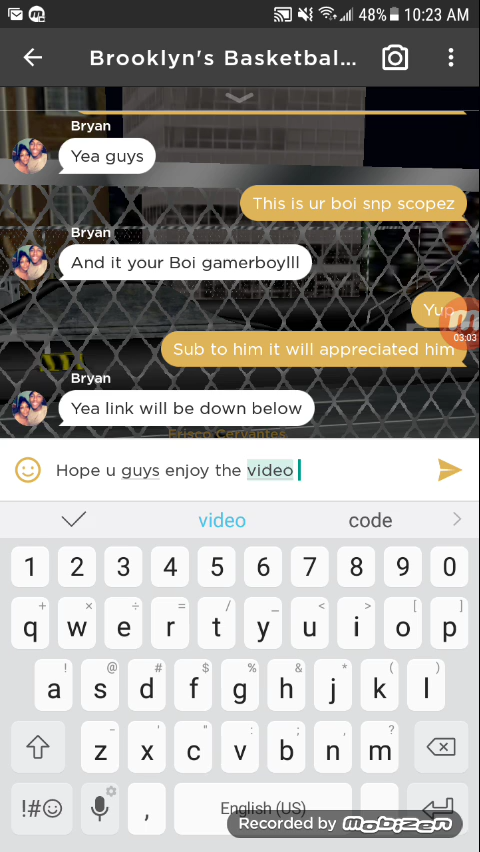 48% 10:23 AM
Brooklyn's Basketbal...
Bryan
Yea guys
This is ur boi snp scopez
Bryan
And it your Boi gamerboylll
Yup
03:03
Sub to him it will appreciated him
Bryan
Yea link will be down below
Frisco Cervantes
Hope u guys enjoy the video
video code
1 2 3 4 5 6 7 8 9 0
+ × ÷ = / _ < > [ ]
q w e r t y u i o p
! @ # $ % ^ & * ( )
a s d f g h j k l
- ' " : ; , ?
z x c v b n m
!#☺ , English (US)
Recorded by mobizen